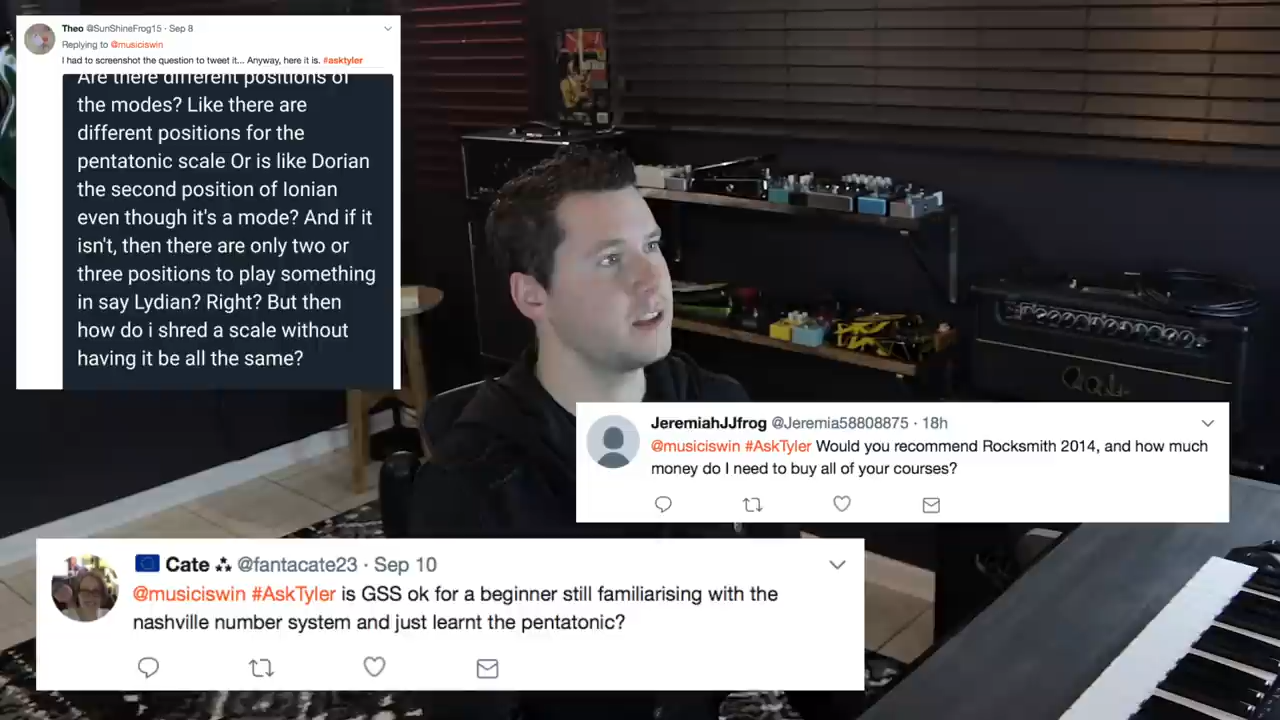 Theo @SunShineFrog15 · Sep 8
Replying to @musiciswin
I had to screenshot the question to tweet it... Anyway, here it is. #asktyler
Are there different positions of
the modes? Like there are
different positions for the
pentatonic scale Or is like Dorian
the second position of Ionian
even though it's a mode? And if it
isn't, then there are only two or
three positions to play something
in say Lydian? Right? But then
how do i shred a scale without
having it be all the same?
JeremiahJJfrog @Jeremia58808875 · 18h
@musiciswin #AskTyler Would you recommend Rocksmith 2014, and how much
money do I need to buy all of your courses?
Cate @fantacate23 · Sep 10
@musiciswin #AskTyler is GSS ok for a beginner still familiarising with the
nashville number system and just learnt the pentatonic?